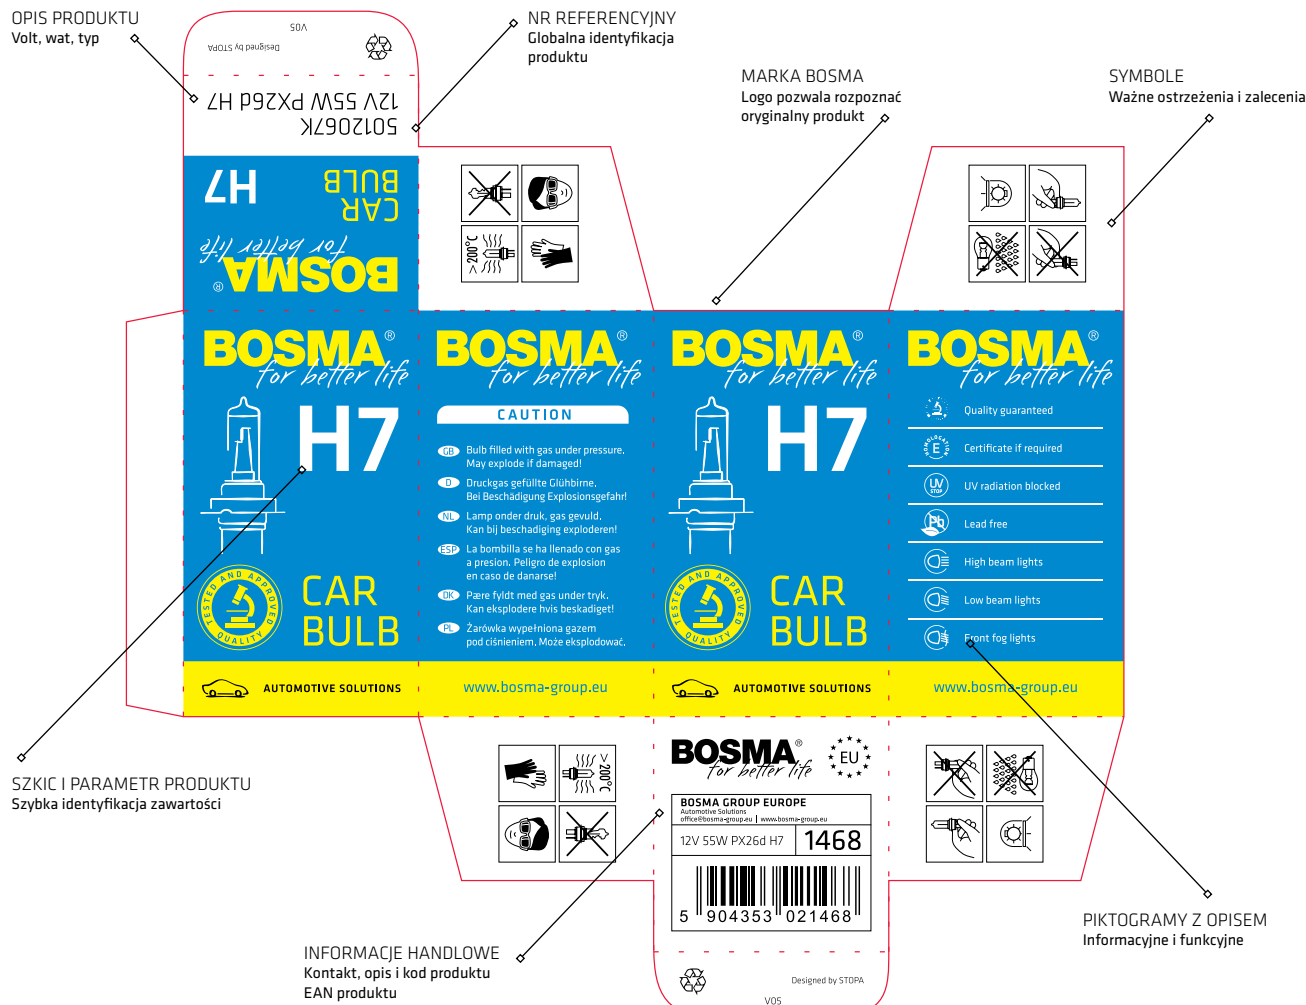 OPIS PRODUKTU
Volt, wat, typ
NR REFERENCYJNY
Globalna identyfikacja
produktu
MARKA BOSMA
Logo pozwala rozpoznać
oryginalny produkt
SYMBOLE
Ważne ostrzeżenia i zalecenia
V05
Designed by STOPA
12V 55W PX26d H7
5012067K
H7
CAR
BULB
for better life
BOSMA®
>200°C
BOSMA®
for better life
H7
TESTED AND APPROVED
QUALITY
CAR
BULB
AUTOMOTIVE SOLUTIONS
BOSMA®
for better life
CAUTION
GB Bulb filled with gas under pressure.
May explode if damaged!
D Druckgas gefüllte Glühbirne.
Bei Beschädigung Explosionsgefahr!
NL Lamp onder druk, gas gevuld.
Kan bij beschadiging exploderen!
ESP La bombilla se ha llenado con gas
a presion. Peligro de explosion
en caso de danarse!
DK Pære fyldt med gas under tryk.
Kan eksplodere hvis beskadiget!
PL Żarówka wypełniona gazem
pod ciśnieniem. Może eksplodować.
www.bosma-group.eu
BOSMA®
for better life
H7
TESTED AND APPROVED
QUALITY
CAR
BULB
AUTOMOTIVE SOLUTIONS
BOSMA®
for better life
Quality guaranteed
HOMOLOGATION
E
Certificate if required
UV
STOP
UV radiation blocked
Pb
Lead free
High beam lights
Low beam lights
Front fog lights
www.bosma-group.eu
SZKIC I PARAMETR PRODUKTU
Szybka identyfikacja zawartości
>200°C
BOSMA®
for better life
EU
BOSMA GROUP EUROPE
Automotive Solutions
office@bosma-group.eu | www.bosma-group.eu
12V 55W PX26d H7
1468
5 904353 021468
Designed by STOPA
V05
INFORMACJE HANDLOWE
Kontakt, opis i kod produktu
EAN produktu
PIKTOGRAMY Z OPISEM
Informacyjne i funkcyjne